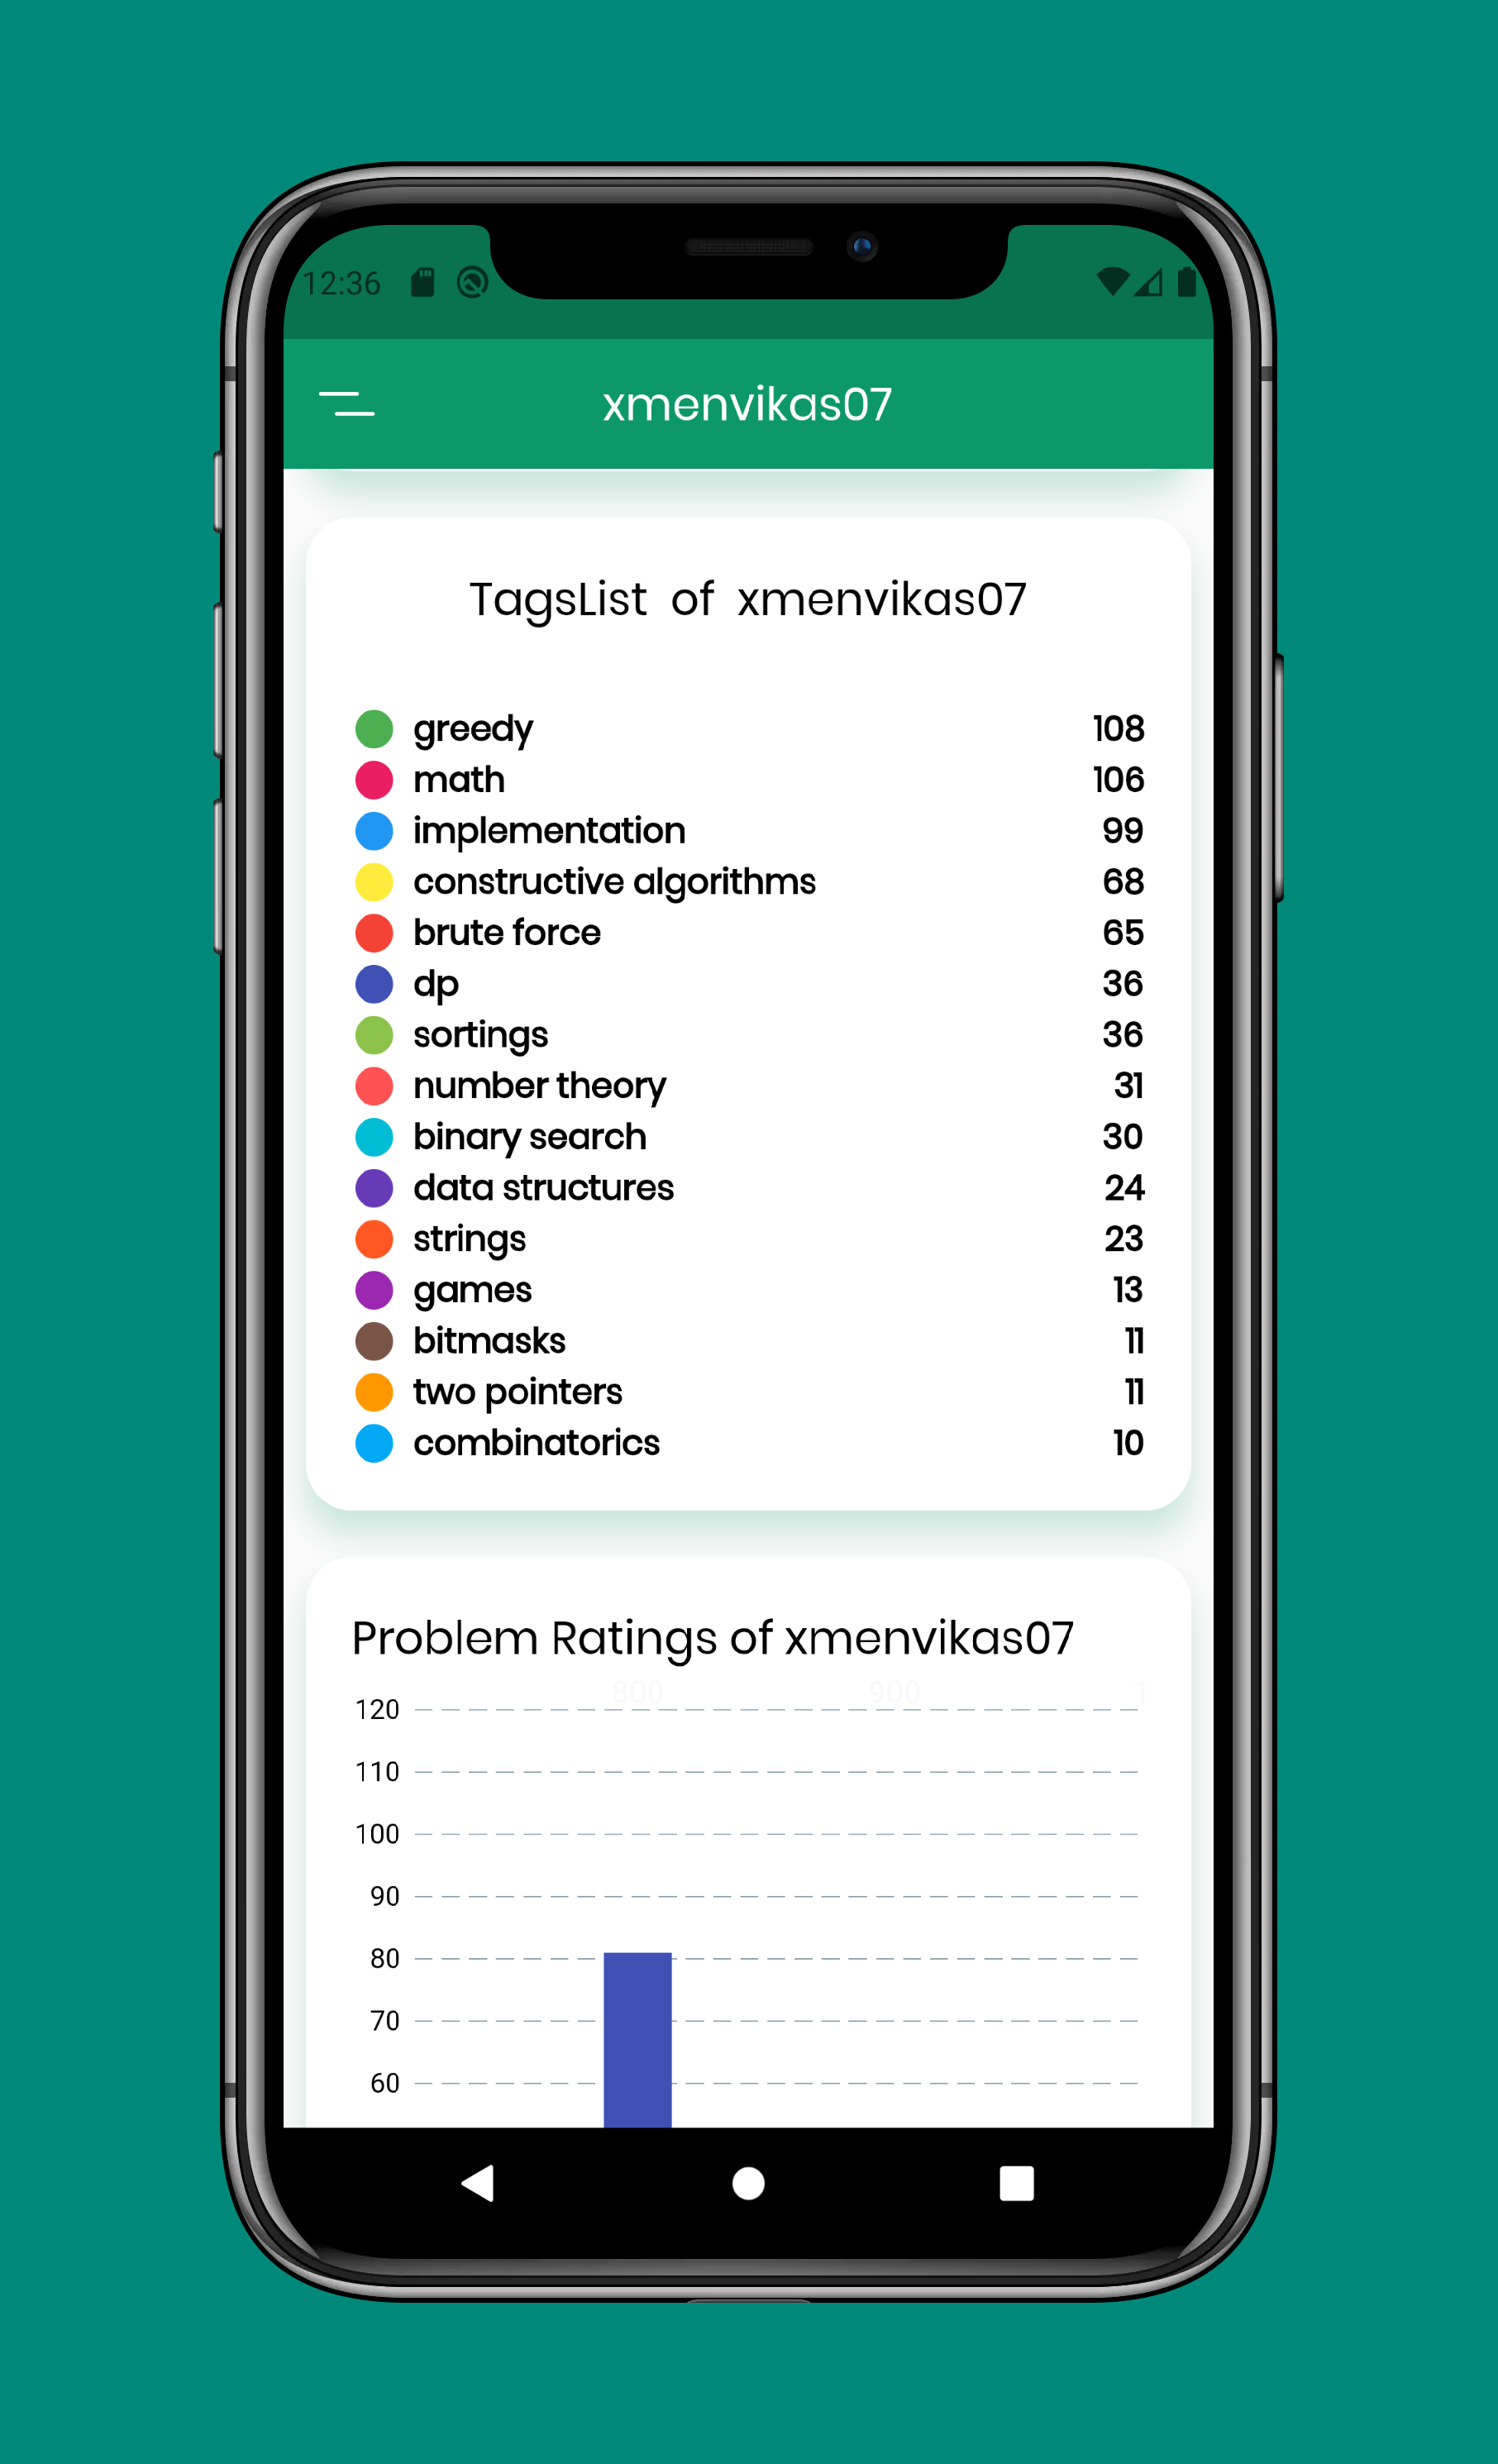 12:36
xmenvikas07
TagsList of xmenvikas07
greedy 108
math 106
implementation 99
constructive algorithms 68
brute force 65
dp 36
sortings 36
number theory 31
binary search 30
data structures 24
strings 23
games 13
bitmasks 11
two pointers 11
combinatorics 10
Problem Ratings of xmenvikas07
800 900 1
120
110
100
90
80
70
60